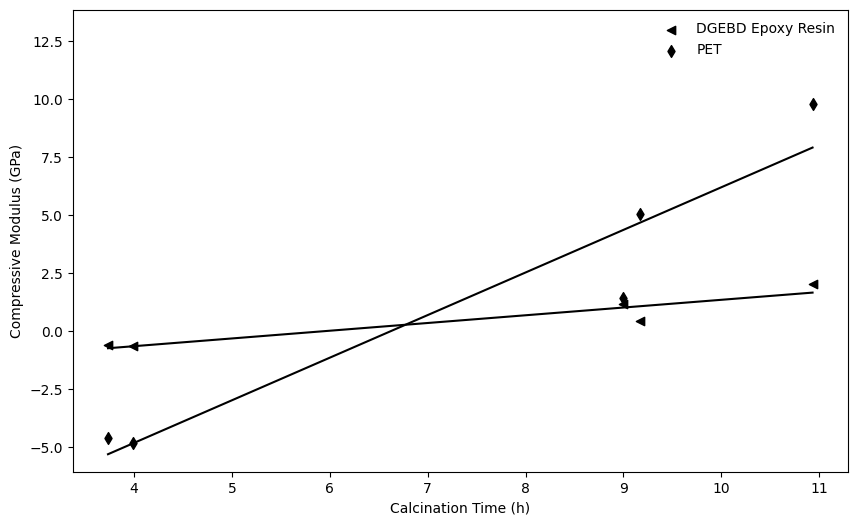 DGEBD Epoxy Resin
PET
Compressive Modulus (GPa)
12.5
10.0
7.5
5.0
2.5
0.0
−2.5
−5.0
4 5 6 7 8 9 10 11
Calcination Time (h)